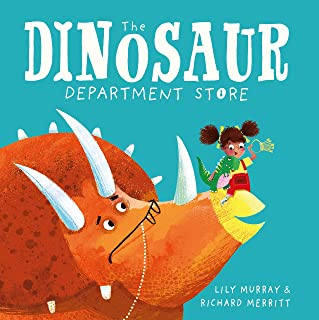 The
DINOSAUR
DEPARTMENT STORE
LILY MURRAY &
RICHARD MERRITT